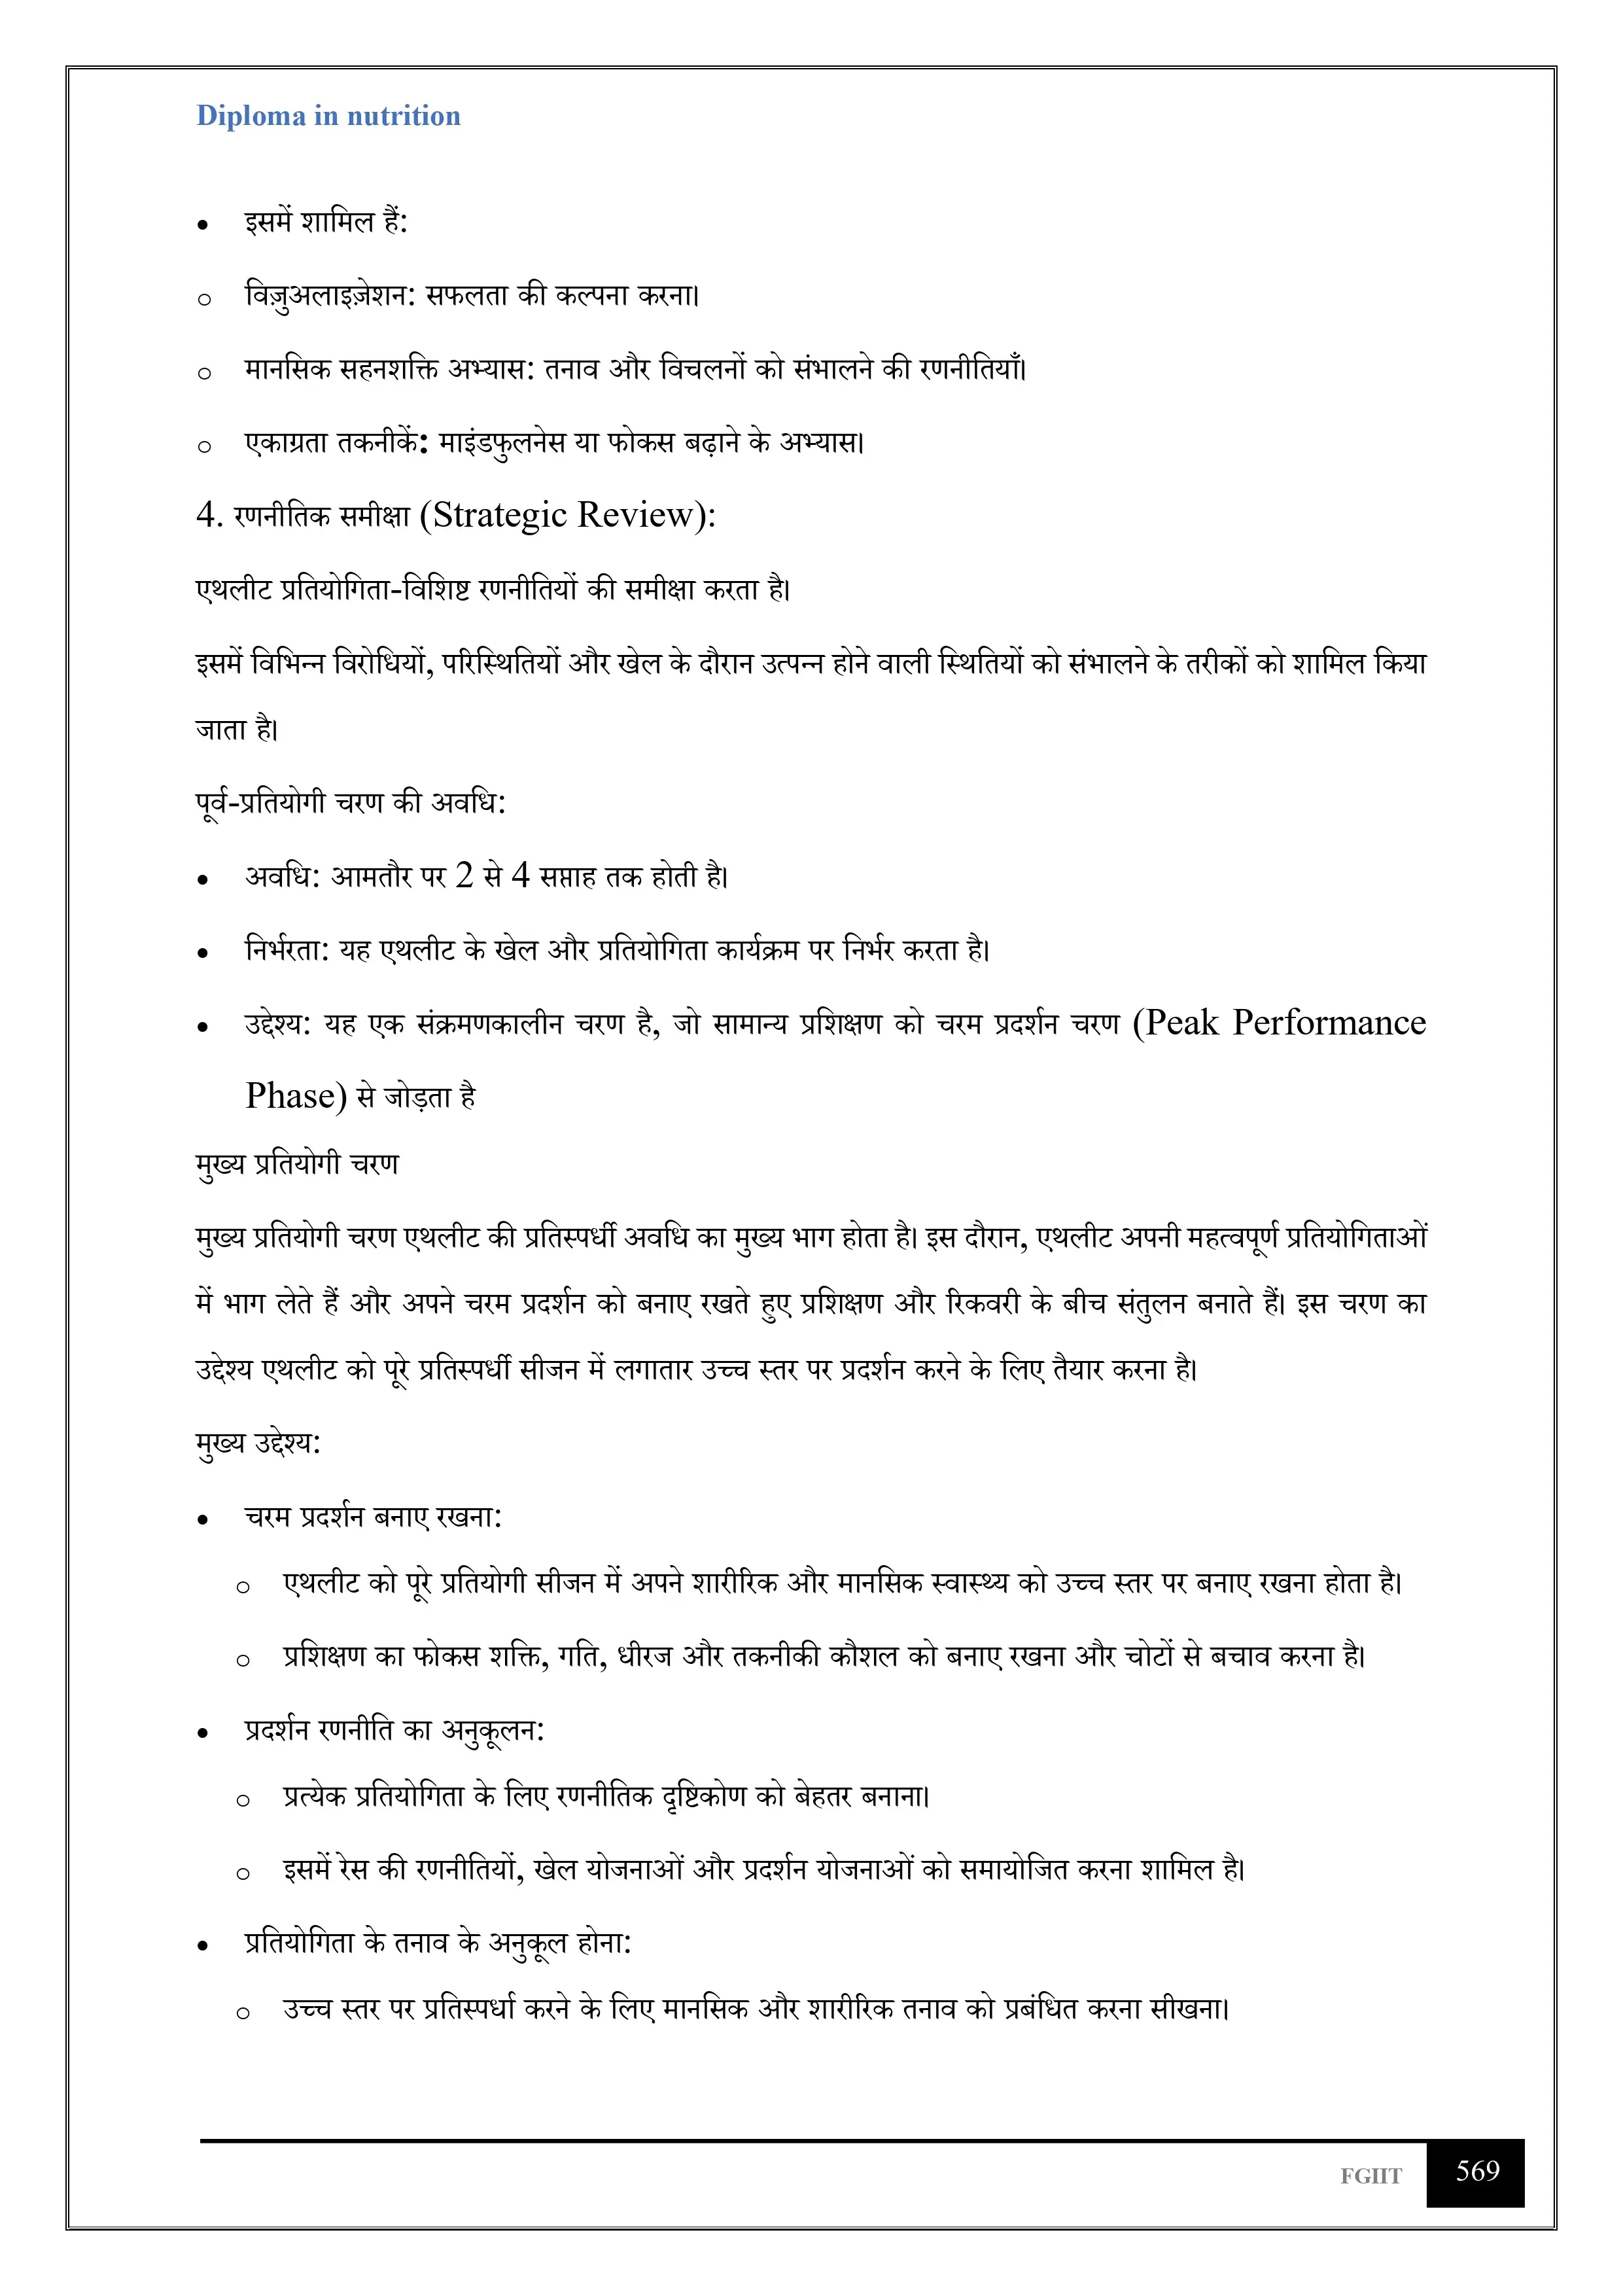 Diploma in nutrition
• इसमें शामिल हैं:
o विज़ुअलाइज़ेशन: सफलता की कल्पना करना।
o मानसिक सहनशक्ति अभ्यास: तनाव और विचलनों को संभालने की रणनीतियाँ।
o एकाग्रता तकनीकें: माइंडफुलनेस या फोकस बढ़ाने के अभ्यास।
4. रणनीतिक समीक्षा (Strategic Review):
एथलीट प्रतियोगिता-विशिष्ट रणनीतियों की समीक्षा करता है।
इसमें विभिन्न विरोधियों, परिस्थितियों और खेल के दौरान उत्पन्न होने वाली स्थितियों को संभालने के तरीकों को शामिल किया
जाता है।
पूर्व-प्रतियोगी चरण की अवधि:
• अवधि: आमतौर पर 2 से 4 सप्ताह तक होती है।
• निर्भरता: यह एथलीट के खेल और प्रतियोगिता कार्यक्रम पर निर्भर करता है।
• उद्देश्य: यह एक संक्रमणकालीन चरण है, जो सामान्य प्रशिक्षण को चरम प्रदर्शन चरण (Peak Performance
Phase) से जोड़ता है
मुख्य प्रतियोगी चरण
मुख्य प्रतियोगी चरण एथलीट की प्रतिस्पर्धी अवधि का मुख्य भाग होता है। इस दौरान, एथलीट अपनी महत्वपूर्ण प्रतियोगिताओं
में भाग लेते हैं और अपने चरम प्रदर्शन को बनाए रखते हुए प्रशिक्षण और रिकवरी के बीच संतुलन बनाते हैं। इस चरण का
उद्देश्य एथलीट को पूरे प्रतिस्पर्धी सीजन में लगातार उच्च स्तर पर प्रदर्शन करने के लिए तैयार करना है।
मुख्य उद्देश्य:
• चरम प्रदर्शन बनाए रखना:
o एथलीट को पूरे प्रतियोगी सीजन में अपने शारीरिक और मानसिक स्वास्थ्य को उच्च स्तर पर बनाए रखना होता है।
o प्रशिक्षण का फोकस शक्ति, गति, धीरज और तकनीकी कौशल को बनाए रखना और चोटों से बचाव करना है।
• प्रदर्शन रणनीति का अनुकूलन:
o प्रत्येक प्रतियोगिता के लिए रणनीतिक दृष्टिकोण को बेहतर बनाना।
o इसमें रेस की रणनीतियों, खेल योजनाओं और प्रदर्शन योजनाओं को समायोजित करना शामिल है।
• प्रतियोगिता के तनाव के अनुकूल होना:
o उच्च स्तर पर प्रतिस्पर्धा करने के लिए मानसिक और शारीरिक तनाव को प्रबंधित करना सीखना।
FGIIT 569